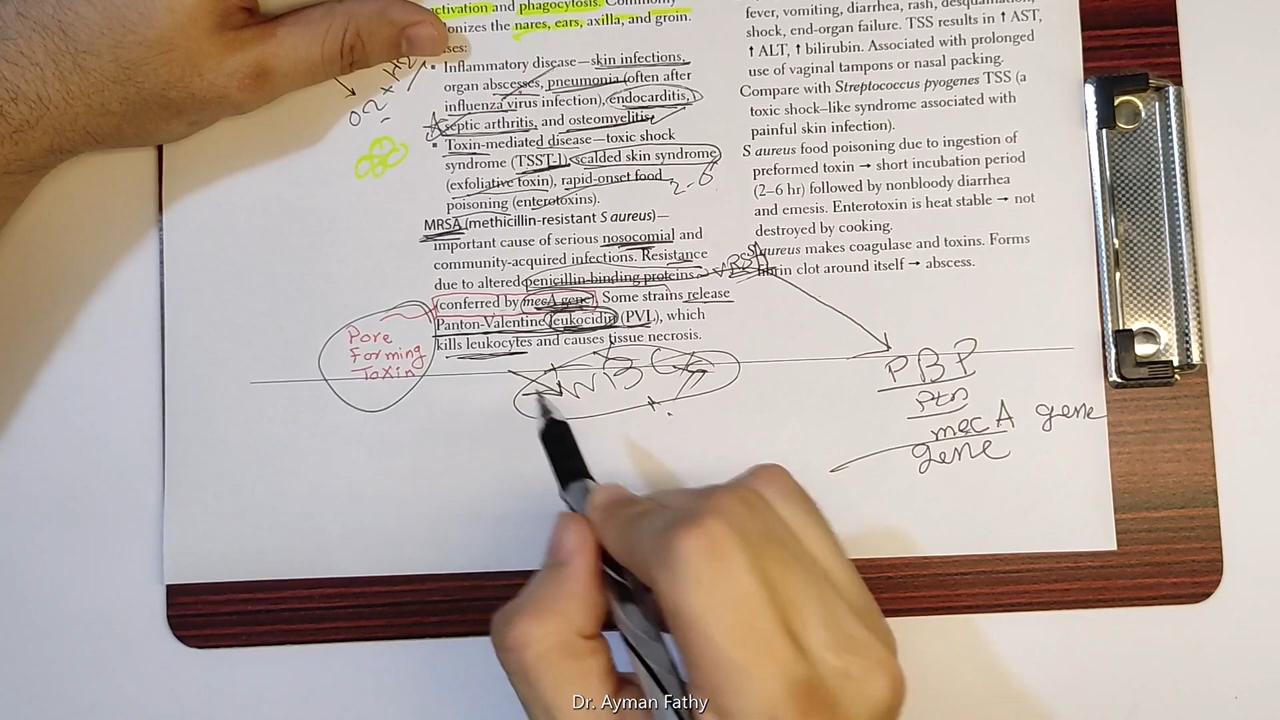 activation and phagocytosis. Commonly
onizes the nares, ears, axilla, and groin.
ses:
▪ Inflammatory disease—skin infections,
organ abscesses, pneumonia (often after
influenza virus infection), endocarditis,
septic arthritis, and osteomyelitis.
▪ Toxin-mediated disease—toxic shock
syndrome (TSST-1), scalded skin syndrome
(exfoliative toxin), rapid-onset food
poisoning (enterotoxins).
2-6
MRSA (methicillin-resistant S aureus)—
important cause of serious nosocomial and
community-acquired infections. Resistance
due to altered penicillin-binding proteins
(conferred by mecA gene). Some strains release
Panton-Valentine leukocidin (PVL), which
kills leukocytes and causes tissue necrosis.
Pore
Forming
Toxin
fever, vomiting, diarrhea, rash, desquamation,
shock, end-organ failure. TSS results in ↑ AST,
↑ ALT, ↑ bilirubin. Associated with prolonged
use of vaginal tampons or nasal packing.
Compare with Streptococcus pyogenes TSS (a
toxic shock–like syndrome associated with
painful skin infection).
S aureus food poisoning due to ingestion of
preformed toxin → short incubation period
(2–6 hr) followed by nonbloody diarrhea
and emesis. Enterotoxin is heat stable → not
destroyed by cooking.
S aureus makes coagulase and toxins. Forms
fibrin clot around itself → abscess.
PBP
mecA gene
gene
Dr. Ayman Fathy